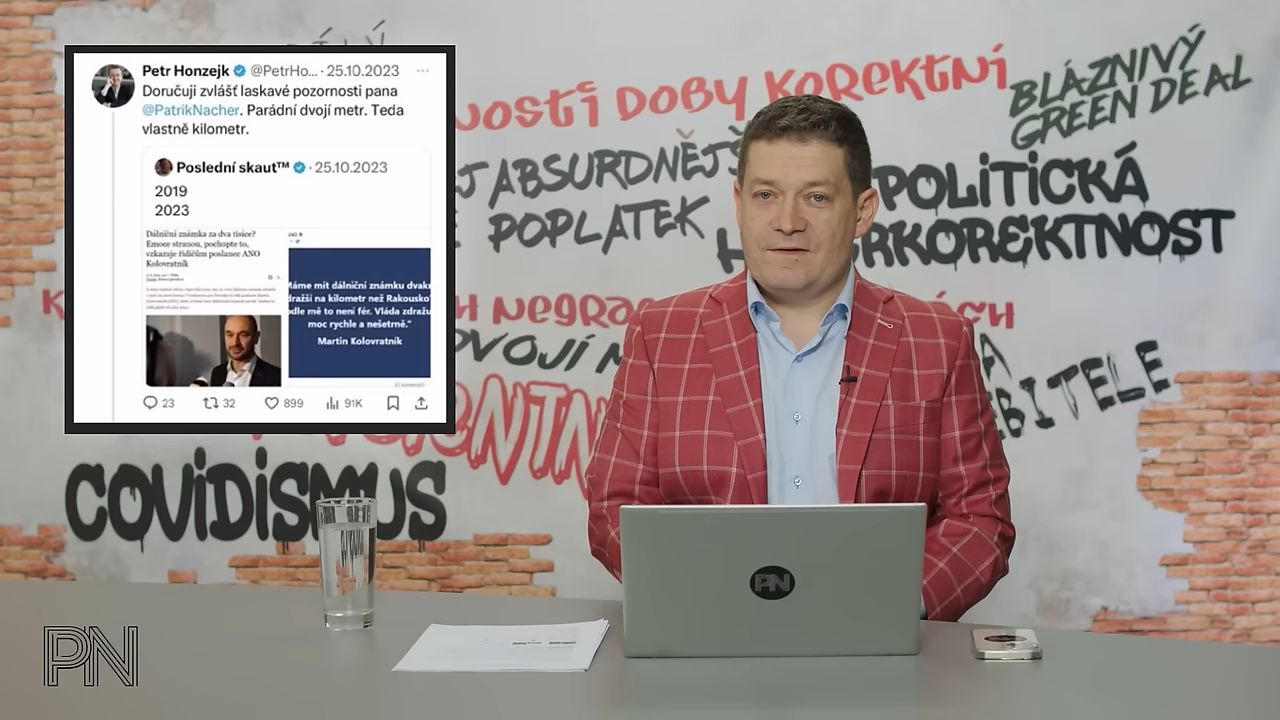 Petr Honzejk @PetrHo... · 25.10.2023
Doručuji zvlášť laskavé pozornosti pana
@PatrikNacher. Parádní dvojí metr. Teda
vlastně kilometr.
Poslední skaut™ · 25.10.2023
2019
2023
Dálniční známka za dva tisíce?
Emoce stranou, pochopte to,
vzkazuje řidičům poslanec ANO
Kolovratník
Máme mít dálniční známku dvakr
dražší na kilometr než Rakousko
odle mě to není fér. Vláda zdražu
moc rychle a nešetrně."
Martin Kolovratník
23 32 899 91K
NOSTI DOBY KOREKTNÍ
BLÁZNIVÝ
GREEN DEAL
J ABSURDNĚJŠ
POPLATEK
POLITICKÁ
KOREKTNOST
DVOJÍ
COVIDISMUS
PN
PN